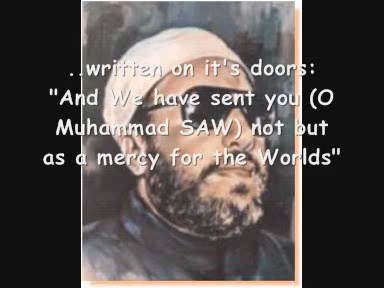 ..written on it's doors:
"And We have sent you (O
Muhammad SAW) not but
as a mercy for the Worlds"